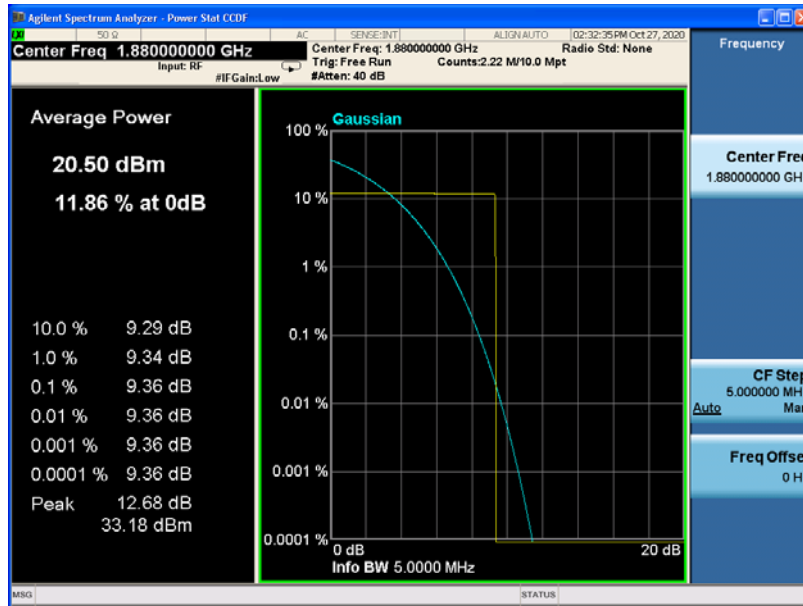 Agilent Spectrum Analyzer - Power Stat CCDF
50 Ω AC SENSE:INT ALIGN AUTO 02:32:35 PM Oct 27, 2020
Center Freq 1.880000000 GHz
Input: RF
#IFGain:Low
Center Freq: 1.880000000 GHz
Radio Std: None
Trig: Free Run
Counts:2.22 M/10.0 Mpt
#Atten: 40 dB
Frequency
Average Power
20.50 dBm
11.86 % at 0dB
10.0 % 9.29 dB
1.0 % 9.34 dB
0.1 % 9.36 dB
0.01 % 9.36 dB
0.001 % 9.36 dB
0.0001 % 9.36 dB
Peak 12.68 dB
33.18 dBm
Gaussian
100 %
10 %
1 %
0.1 %
0.01 %
0.001 %
0.0001 %
0 dB
20 dB
Info BW 5.0000 MHz
Center Fre
1.880000000 GH
CF Step
5.000000 MH
Auto Ma
Freq Offse
0 H
MSG
STATUS